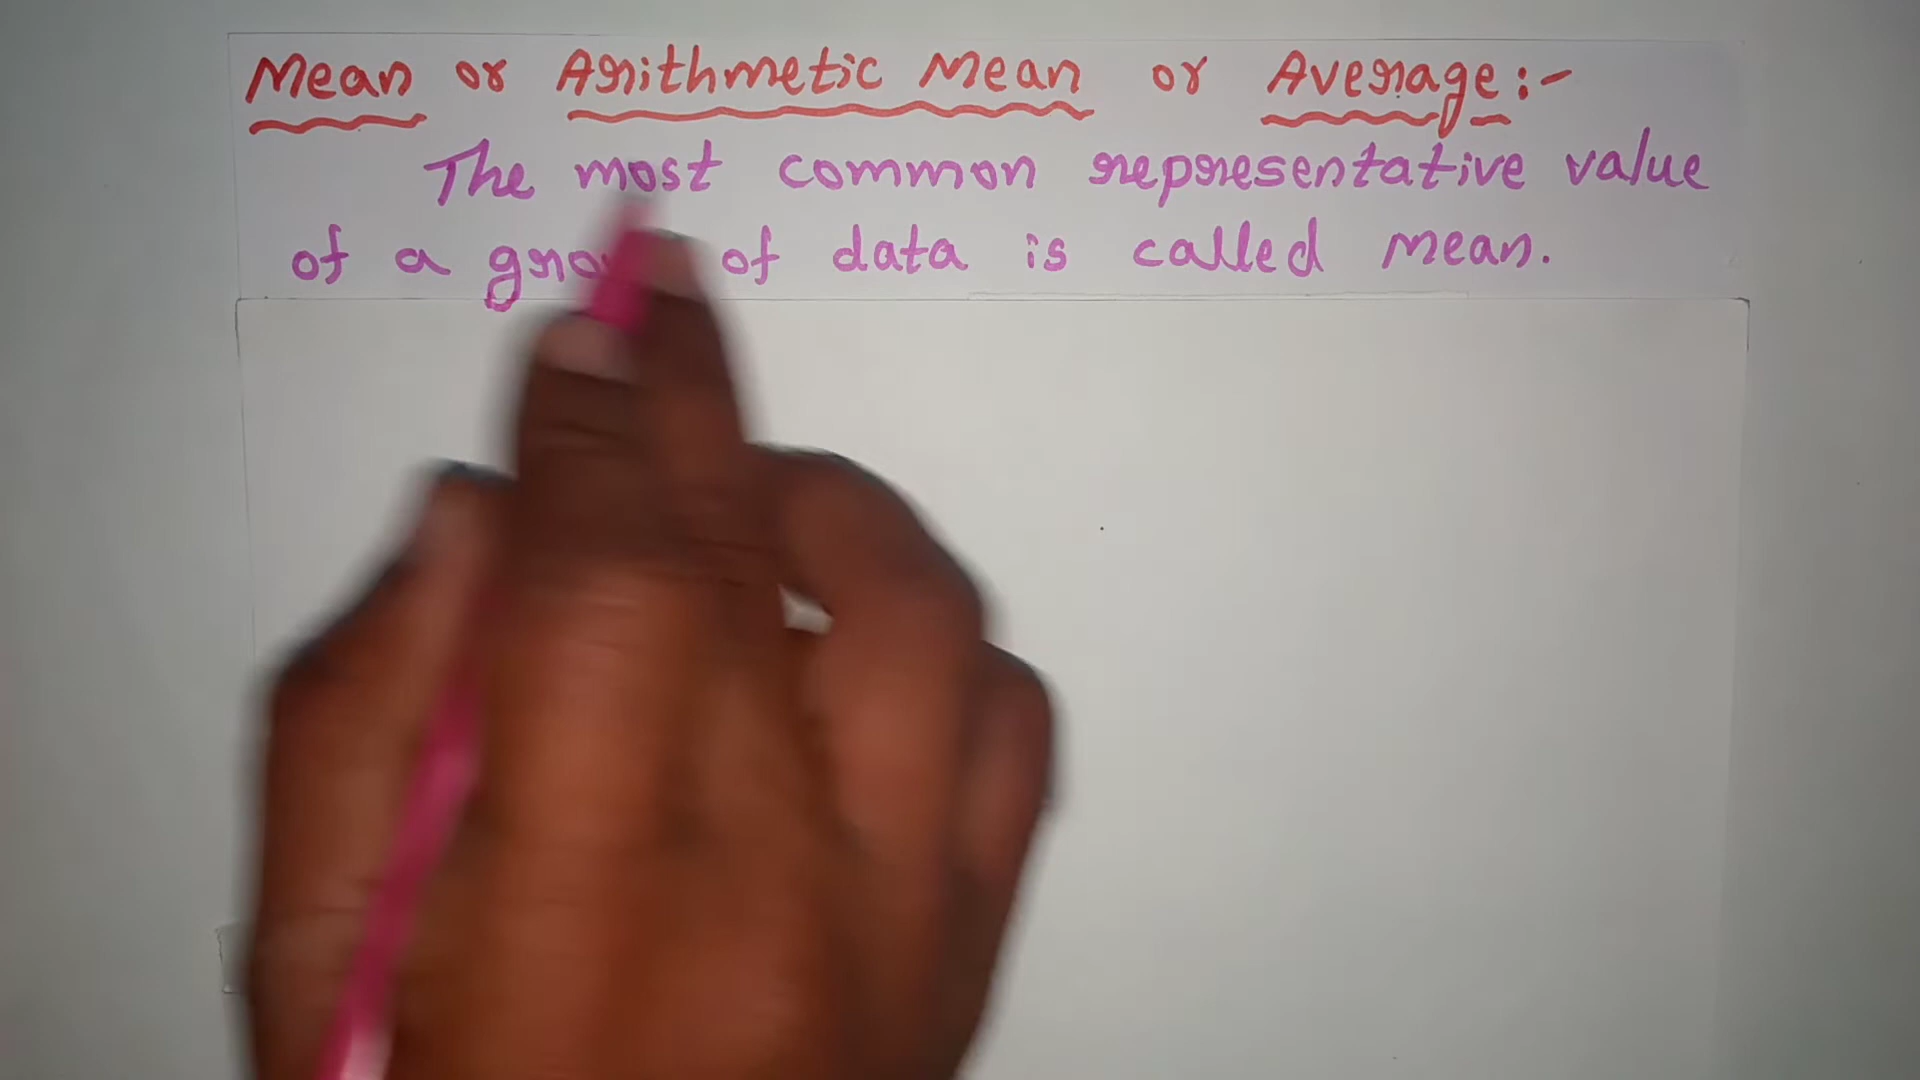 Mean or Arithmetic Mean or Average:-
The most common representative value
of a of data is called Mean.